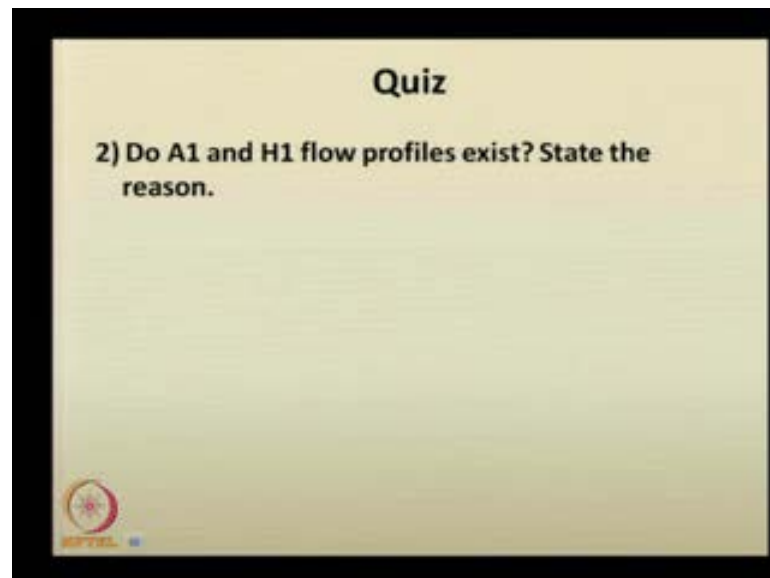 Quiz
2) Do A1 and H1 flow profiles exist? State the
reason.
NPTEL